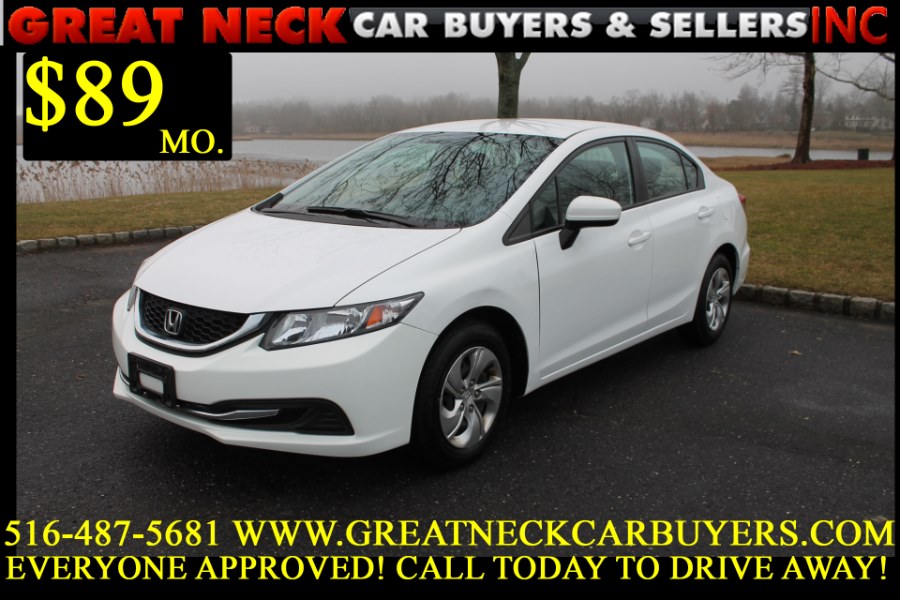 GREAT NECK CAR BUYERS & SELLERS INC
$89
MO.
516-487-5681 WWW.GREATNECKCARBUYERS.COM
EVERYONE APPROVED! CALL TODAY TO DRIVE AWAY!